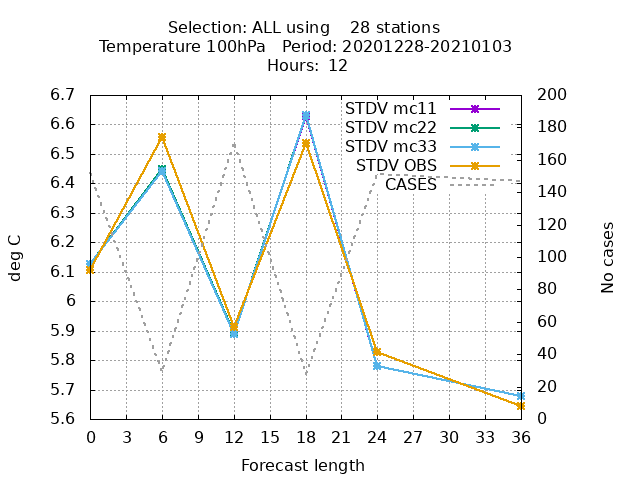 Selection: ALL using    28 stations
Temperature 100hPa   Period: 20201228-20210103
Hours: 12
STDV mc11
STDV mc22
STDV mc33
STDV OBS
CASES
deg C
No cases
6.7
6.6
6.5
6.4
6.3
6.2
6.1
6
5.9
5.8
5.7
5.6
200
180
160
140
120
100
80
60
40
20
0
0 3 6 9 12 15 18 21 24 27 30 33 36
Forecast length